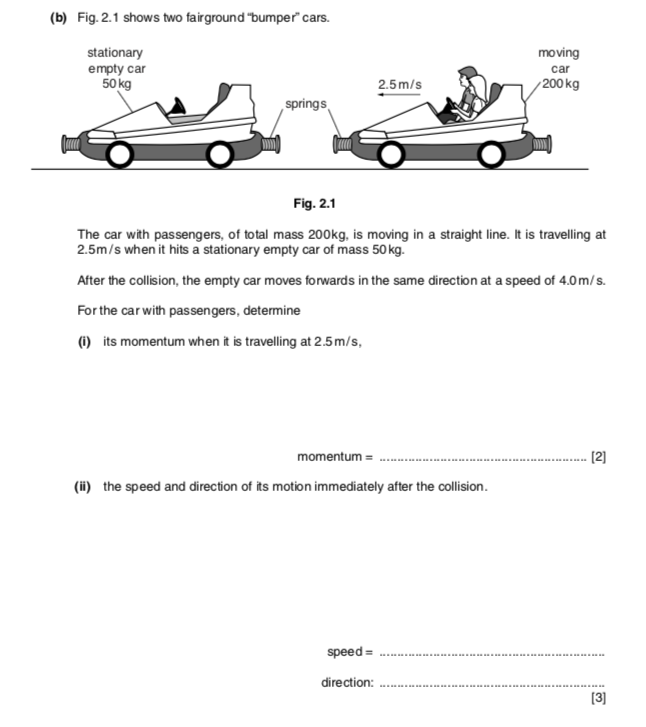 (b) Fig. 2.1 shows two fairground "bumper" cars.
stationary
empty car
50 kg
springs
2.5 m/s
moving
car
200 kg
Fig. 2.1
The car with passengers, of total mass 200kg, is moving in a straight line. It is travelling at
2.5m/s when it hits a stationary empty car of mass 50kg.
After the collision, the empty car moves forwards in the same direction at a speed of 4.0m/s.
For the car with passengers, determine
(i) its momentum when it is travelling at 2.5m/s,
momentum = ............................................................ [2]
(ii) the speed and direction of its motion immediately after the collision.
speed = ............................................................
direction: ............................................................
[3]